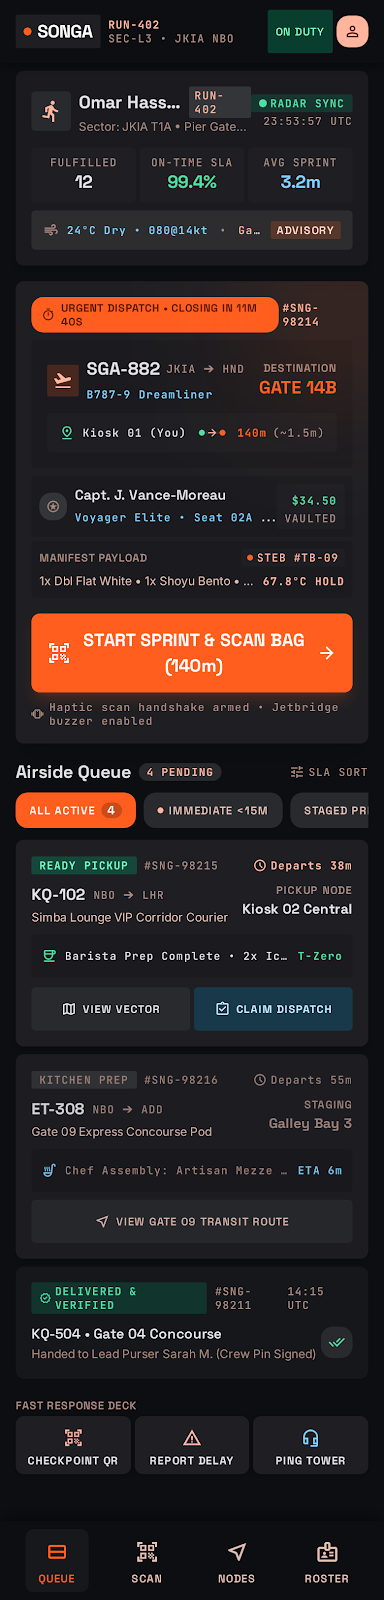 SONGA
RUN-402
SEC-L3 • JKIA NBO
ON DUTY
Omar Hass...
RUN-
402
RADAR SYNC
Sector: JKIA T1A • Pier Gate...
23:53:57 UTC
FULFILLED
ON-TIME SLA
AVG SPRINT
12
99.4%
3.2m
24°C Dry • 080@14kt • Ga…
ADVISORY
URGENT DISPATCH • CLOSING IN 11M
40S
#SNG-
98214
SGA-882 JKIA → HND
DESTINATION
B787-9 Dreamliner
GATE 14B
Kiosk 01 (You)
140m (~1.5m)
Capt. J. Vance-Moreau
$34.50
Voyager Elite • Seat 02A ...
VAULTED
MANIFEST PAYLOAD
STEB #TB-09
1x Dbl Flat White • 1x Shoyu Bento • ...
67.8°C HOLD
START SPRINT & SCAN BAG
(140m)
Haptic scan handshake armed • Jetbridge
buzzer enabled
Airside Queue
4 PENDING
SLA SORT
ALL ACTIVE 4
IMMEDIATE <15M
STAGED PR
READY PICKUP
#SNG-98215
Departs 38m
KQ-102 NBO → LHR
PICKUP NODE
Simba Lounge VIP Corridor Courier
Kiosk 02 Central
Barista Prep Complete • 2x Ic…
T-Zero
VIEW VECTOR
CLAIM DISPATCH
KITCHEN PREP
#SNG-98216
Departs 55m
ET-308 NBO → ADD
STAGING
Gate 09 Express Concourse Pod
Galley Bay 3
Chef Assembly: Artisan Mezze …
ETA 6m
VIEW GATE 09 TRANSIT ROUTE
DELIVERED &
VERIFIED
#SNG-
98211
14:15
UTC
KQ-504 • Gate 04 Concourse
Handed to Lead Purser Sarah M. (Crew Pin Signed)
FAST RESPONSE DECK
CHECKPOINT QR
REPORT DELAY
PING TOWER
QUEUE
SCAN
NODES
ROSTER